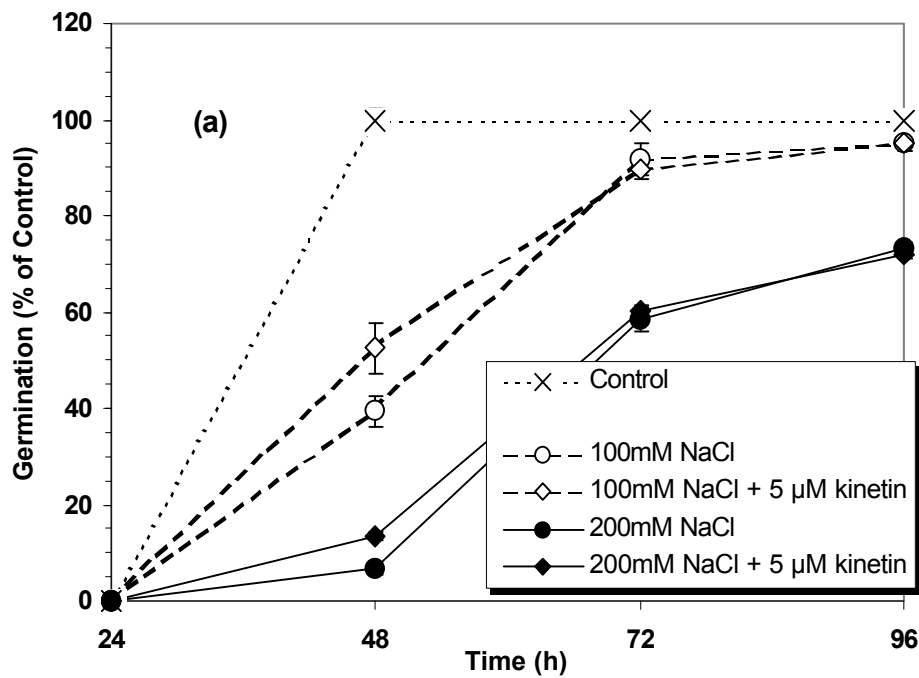 120
100
80
60
40
20
0
Germination (% of Control)
(a)
Control
100mM NaCl
100mM NaCl + 5 µM kinetin
200mM NaCl
200mM NaCl + 5 µM kinetin
24 48 72 96
Time (h)